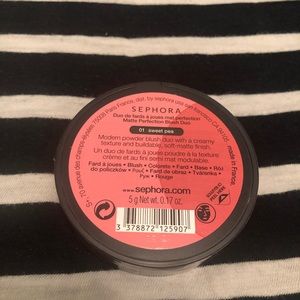 SEPHORA
Duo de fards à joues mat perfection
Matte Perfection Blush Duo
01 sweet pea
Modern powder blush duo with a creamy
texture and buildable, soft-matte finish.
Un duo de fards à joues poudre à la texture
crème et au fini semi mat modulable.
Fard à joues • Blush • Colorete • Fard • Base • Róż
do policzków • Румяна • Fard de obraz • Tvářenka •
Руж • Rouge
www.sephora.com
5 g Net wt. 0.17 oz.
3 378872 125907
made in France.